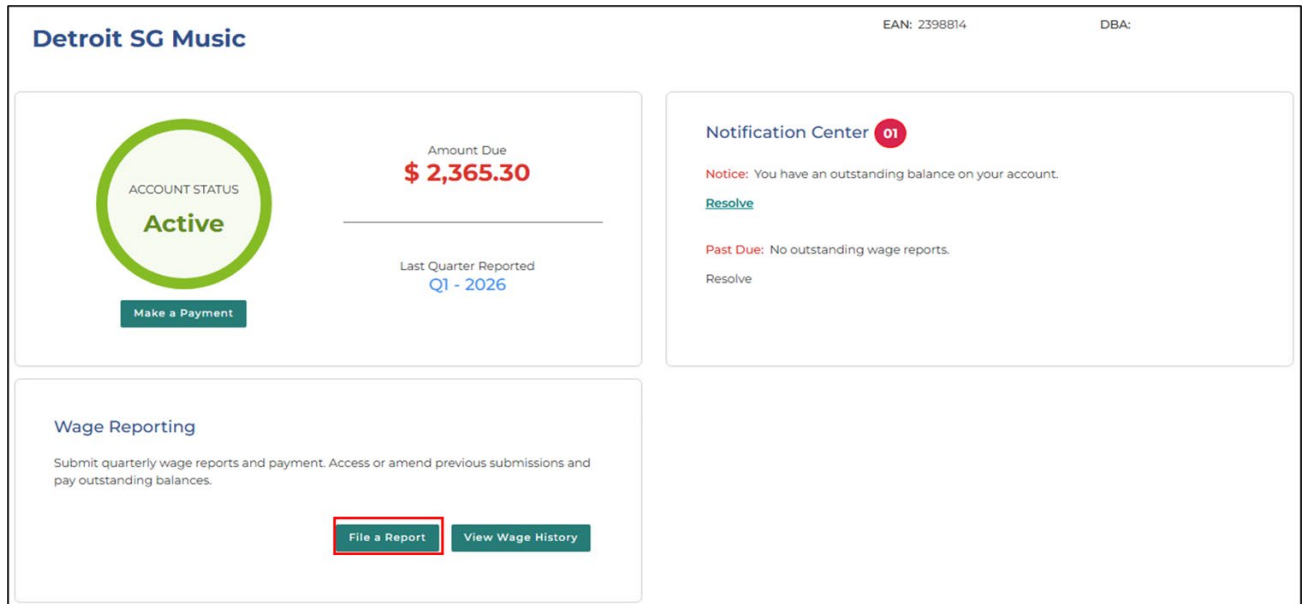 Detroit SG Music
EAN: 2398814
DBA:
ACCOUNT STATUS
Active
Make a Payment
Amount Due
$ 2,365.30
Last Quarter Reported
Q1 - 2026
Notification Center 01
Notice: You have an outstanding balance on your account.
Resolve
Past Due: No outstanding wage reports.
Resolve
Wage Reporting
Submit quarterly wage reports and payment. Access or amend previous submissions and
pay outstanding balances.
File a Report
View Wage History